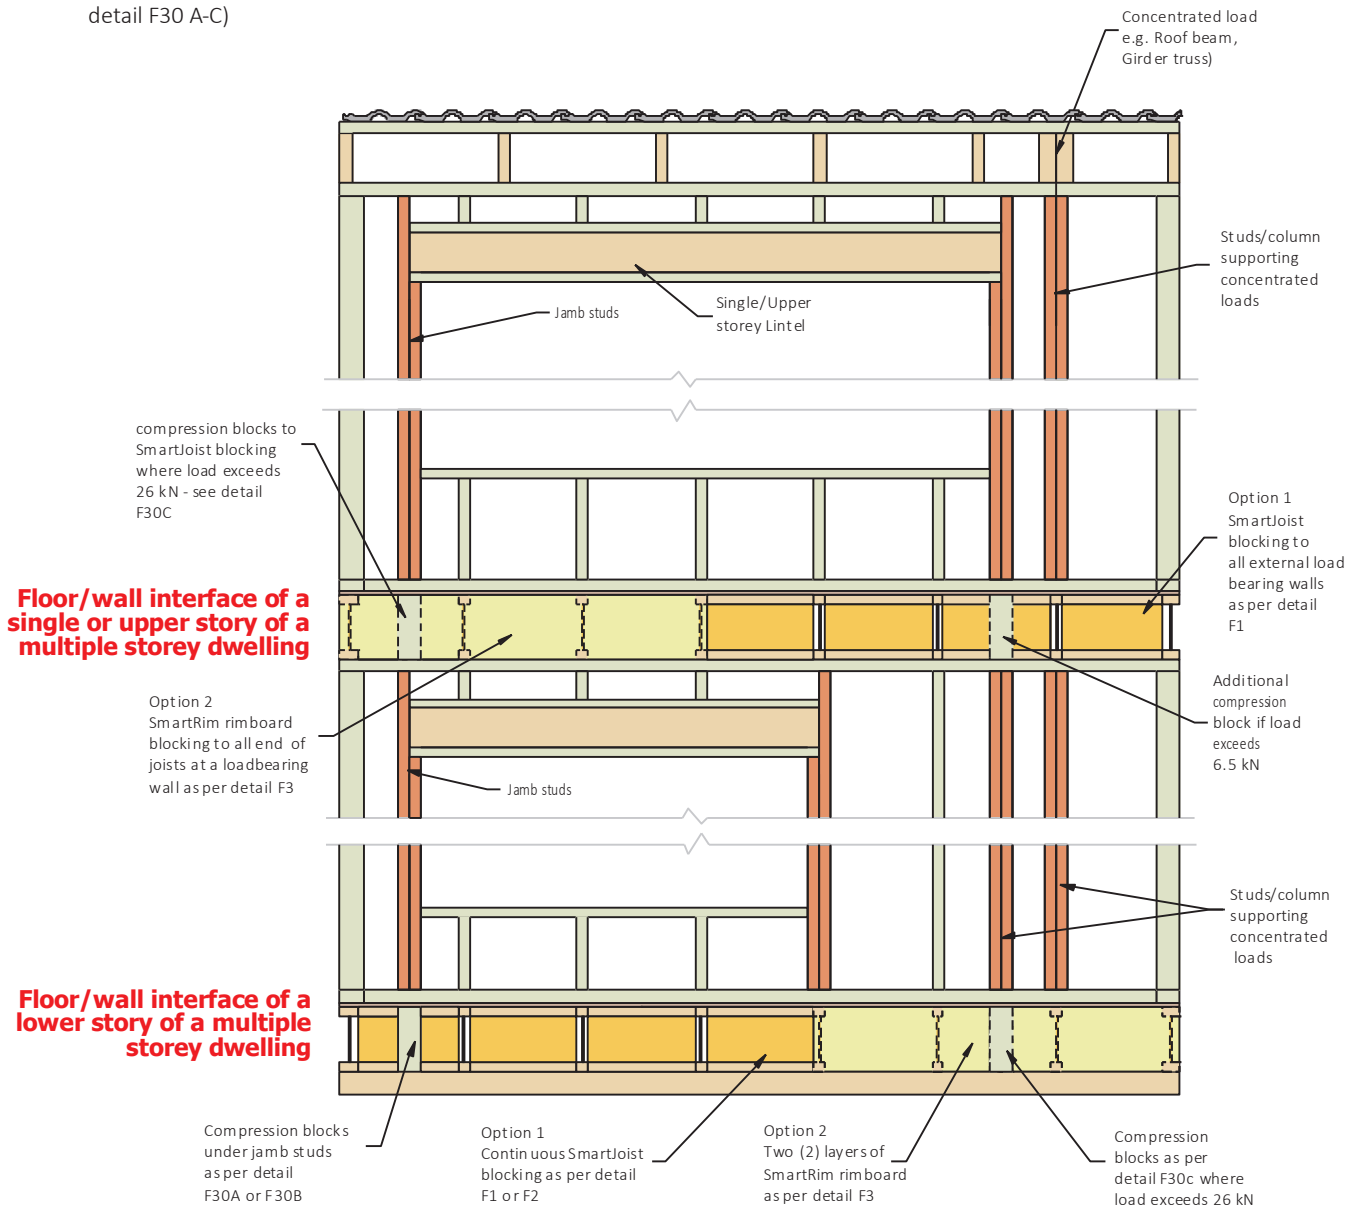 detail F30 A-C)
Concentrated load
e.g. Roof beam,
Girder truss)
Studs/column
supporting
concentrated
loads
Single/Upper
storey Lintel
Jamb studs
compression blocks to
SmartJoist blocking
where load exceeds
26 kN - see detail
F30C
Option 1
SmartJoist
blocking to
all external load
bearing walls
as per detail
F1
Floor/wall interface of a
single or upper story of a
multiple storey dwelling
Option 2
SmartRim rimboard
blocking to all end of
joists at a loadbearing
wall as per detail F3
Additional
compression
block if load
exceeds
6.5 kN
Jamb studs
Studs/column
supporting
concentrated
loads
Floor/wall interface of a
lower story of a multiple
storey dwelling
Compression blocks
under jamb studs
as per detail
F30A or F30B
Option 1
Continuous SmartJoist
blocking as per detail
F1 or F2
Option 2
Two (2) layers of
SmartRim rimboard
as per detail F3
Compression
blocks as per
detail F30c where
load exceeds 26 kN